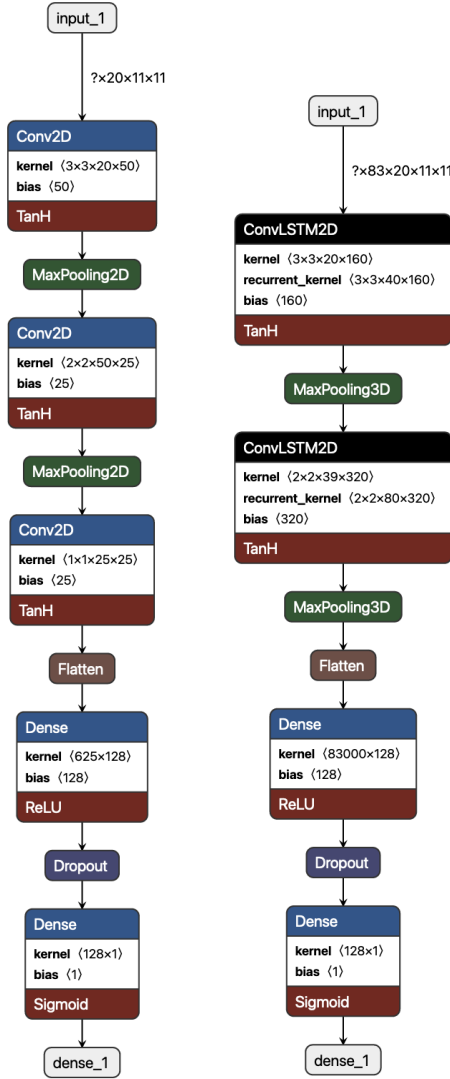 input_1
?×20×11×11
Conv2D
kernel ⟨3×3×20×50⟩
bias ⟨50⟩
TanH
MaxPooling2D
Conv2D
kernel ⟨2×2×50×25⟩
bias ⟨25⟩
TanH
MaxPooling2D
Conv2D
kernel ⟨1×1×25×25⟩
bias ⟨25⟩
TanH
Flatten
Dense
kernel ⟨625×128⟩
bias ⟨128⟩
ReLU
Dropout
Dense
kernel ⟨128×1⟩
bias ⟨1⟩
Sigmoid
dense_1
input_1
?×83×20×11×11
ConvLSTM2D
kernel ⟨3×3×20×160⟩
recurrent_kernel ⟨3×3×40×160⟩
bias ⟨160⟩
TanH
MaxPooling3D
ConvLSTM2D
kernel ⟨2×2×39×320⟩
recurrent_kernel ⟨2×2×80×320⟩
bias ⟨320⟩
TanH
MaxPooling3D
Flatten
Dense
kernel ⟨83000×128⟩
bias ⟨128⟩
ReLU
Dropout
Dense
kernel ⟨128×1⟩
bias ⟨1⟩
Sigmoid
dense_1